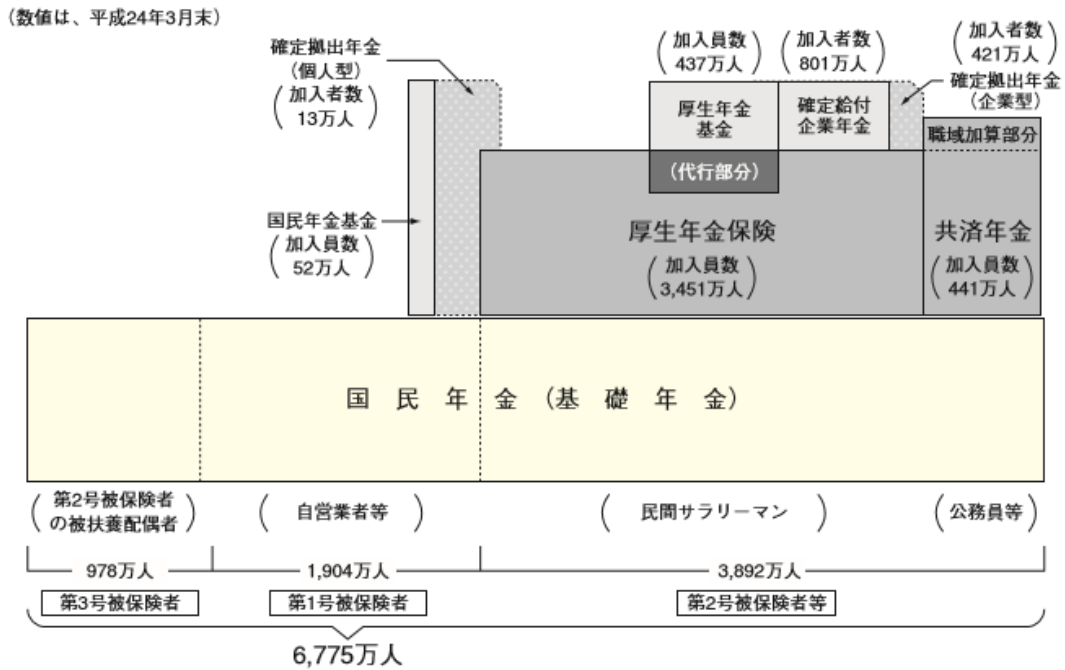 （数値は、平成24年3月末）
確定拠出年金
（個人型）
加入者数
13万人
加入員数
437万人
加入者数
801万人
加入者数
421万人
確定拠出年金
（企業型）
厚生年金
基金
確定給付
企業年金
職域加算部分
（代行部分）
国民年金基金
加入員数
52万人
厚生年金保険
加入員数
3,451万人
共済年金
加入員数
441万人
国民年金（基礎年金）
第2号被保険者
の被扶養配偶者
自営業者等
民間サラリーマン
公務員等
978万人
1,904万人
3,892万人
第3号被保険者
第1号被保険者
第2号被保険者等
6,775万人